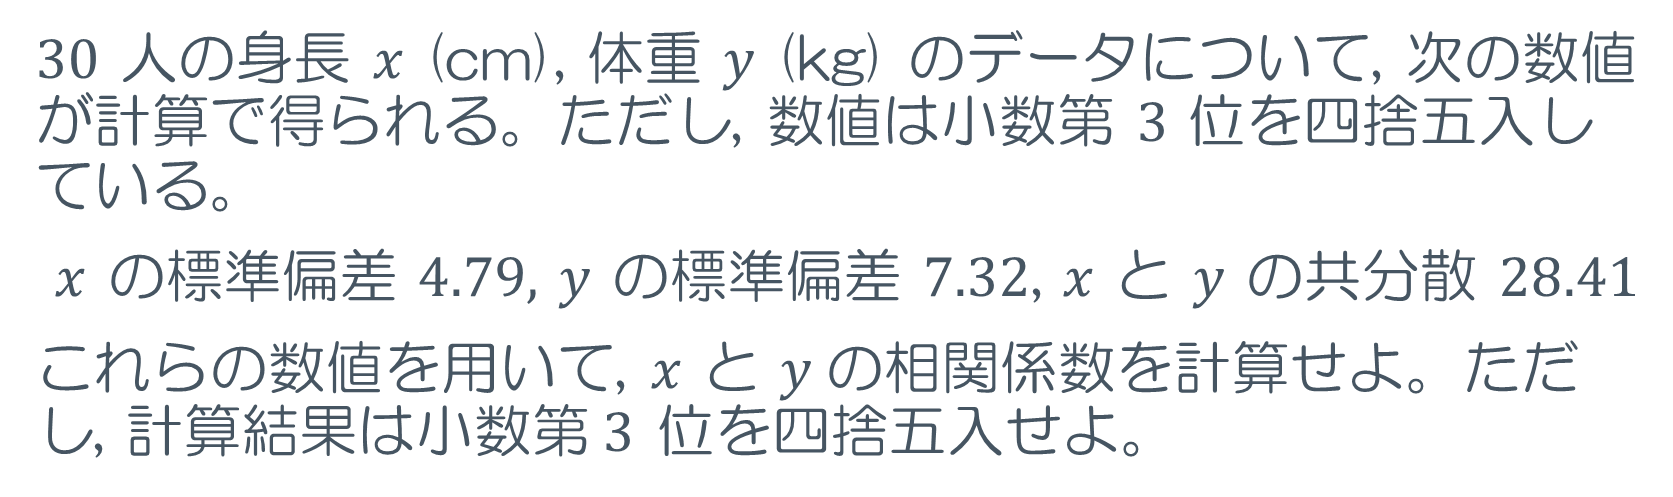 30 人の身長 x (cm), 体重 y (kg) のデータについて, 次の数値
が計算で得られる。ただし, 数値は小数第 3 位を四捨五入し
ている。
x の標準偏差 4.79, y の標準偏差 7.32, x と y の共分散 28.41
これらの数値を用いて, x と y の相関係数を計算せよ。ただ
し, 計算結果は小数第 3 位を四捨五入せよ。